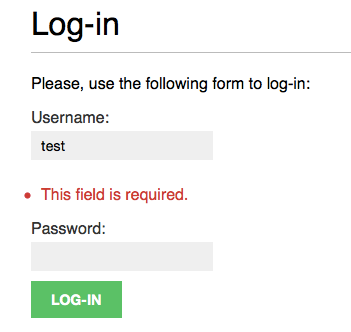 Log-in
Please, use the following form to log-in:
Username:
test
This field is required.
Password:
LOG-IN